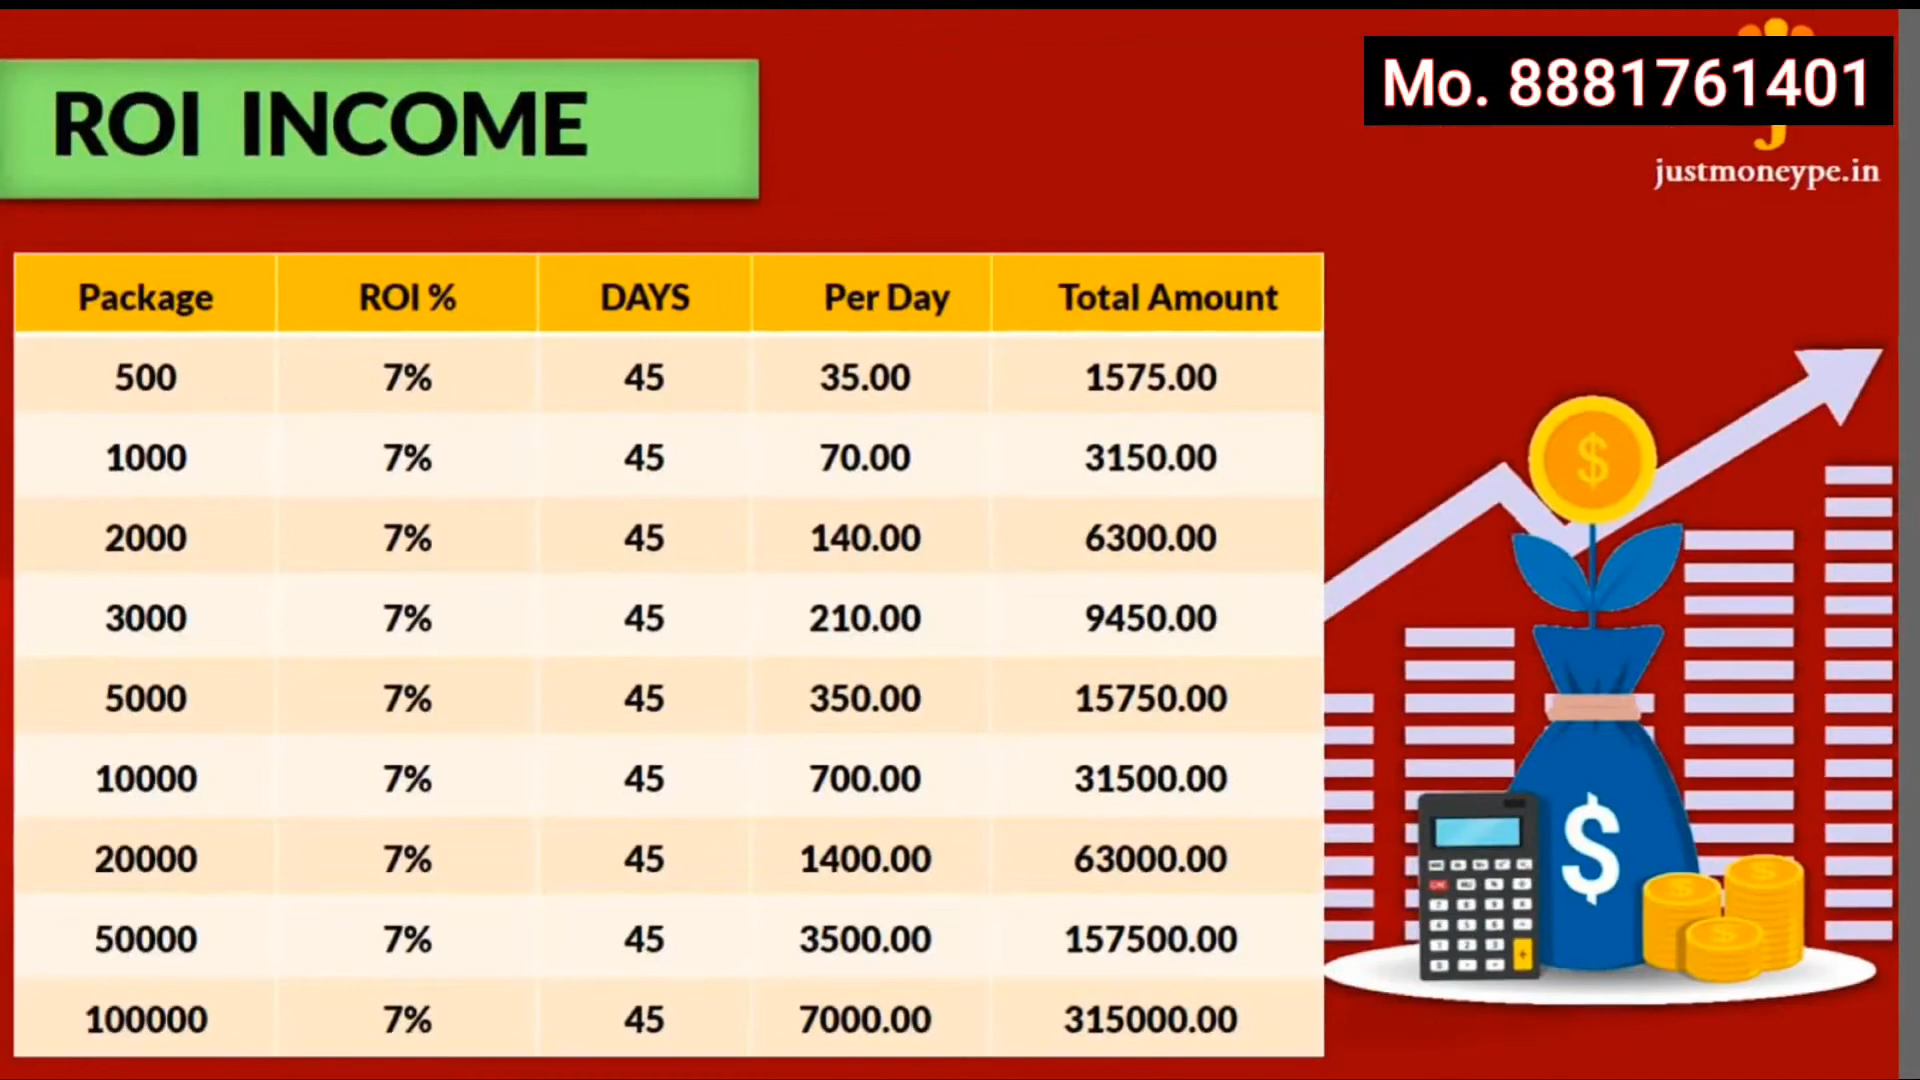 Mo. 8881761401
ROI INCOME
justmoneype.in
Package ROI % DAYS Per Day Total Amount
500 7% 45 35.00 1575.00
1000 7% 45 70.00 3150.00
2000 7% 45 140.00 6300.00
3000 7% 45 210.00 9450.00
5000 7% 45 350.00 15750.00
10000 7% 45 700.00 31500.00
20000 7% 45 1400.00 63000.00
50000 7% 45 3500.00 157500.00
100000 7% 45 7000.00 315000.00
$
$